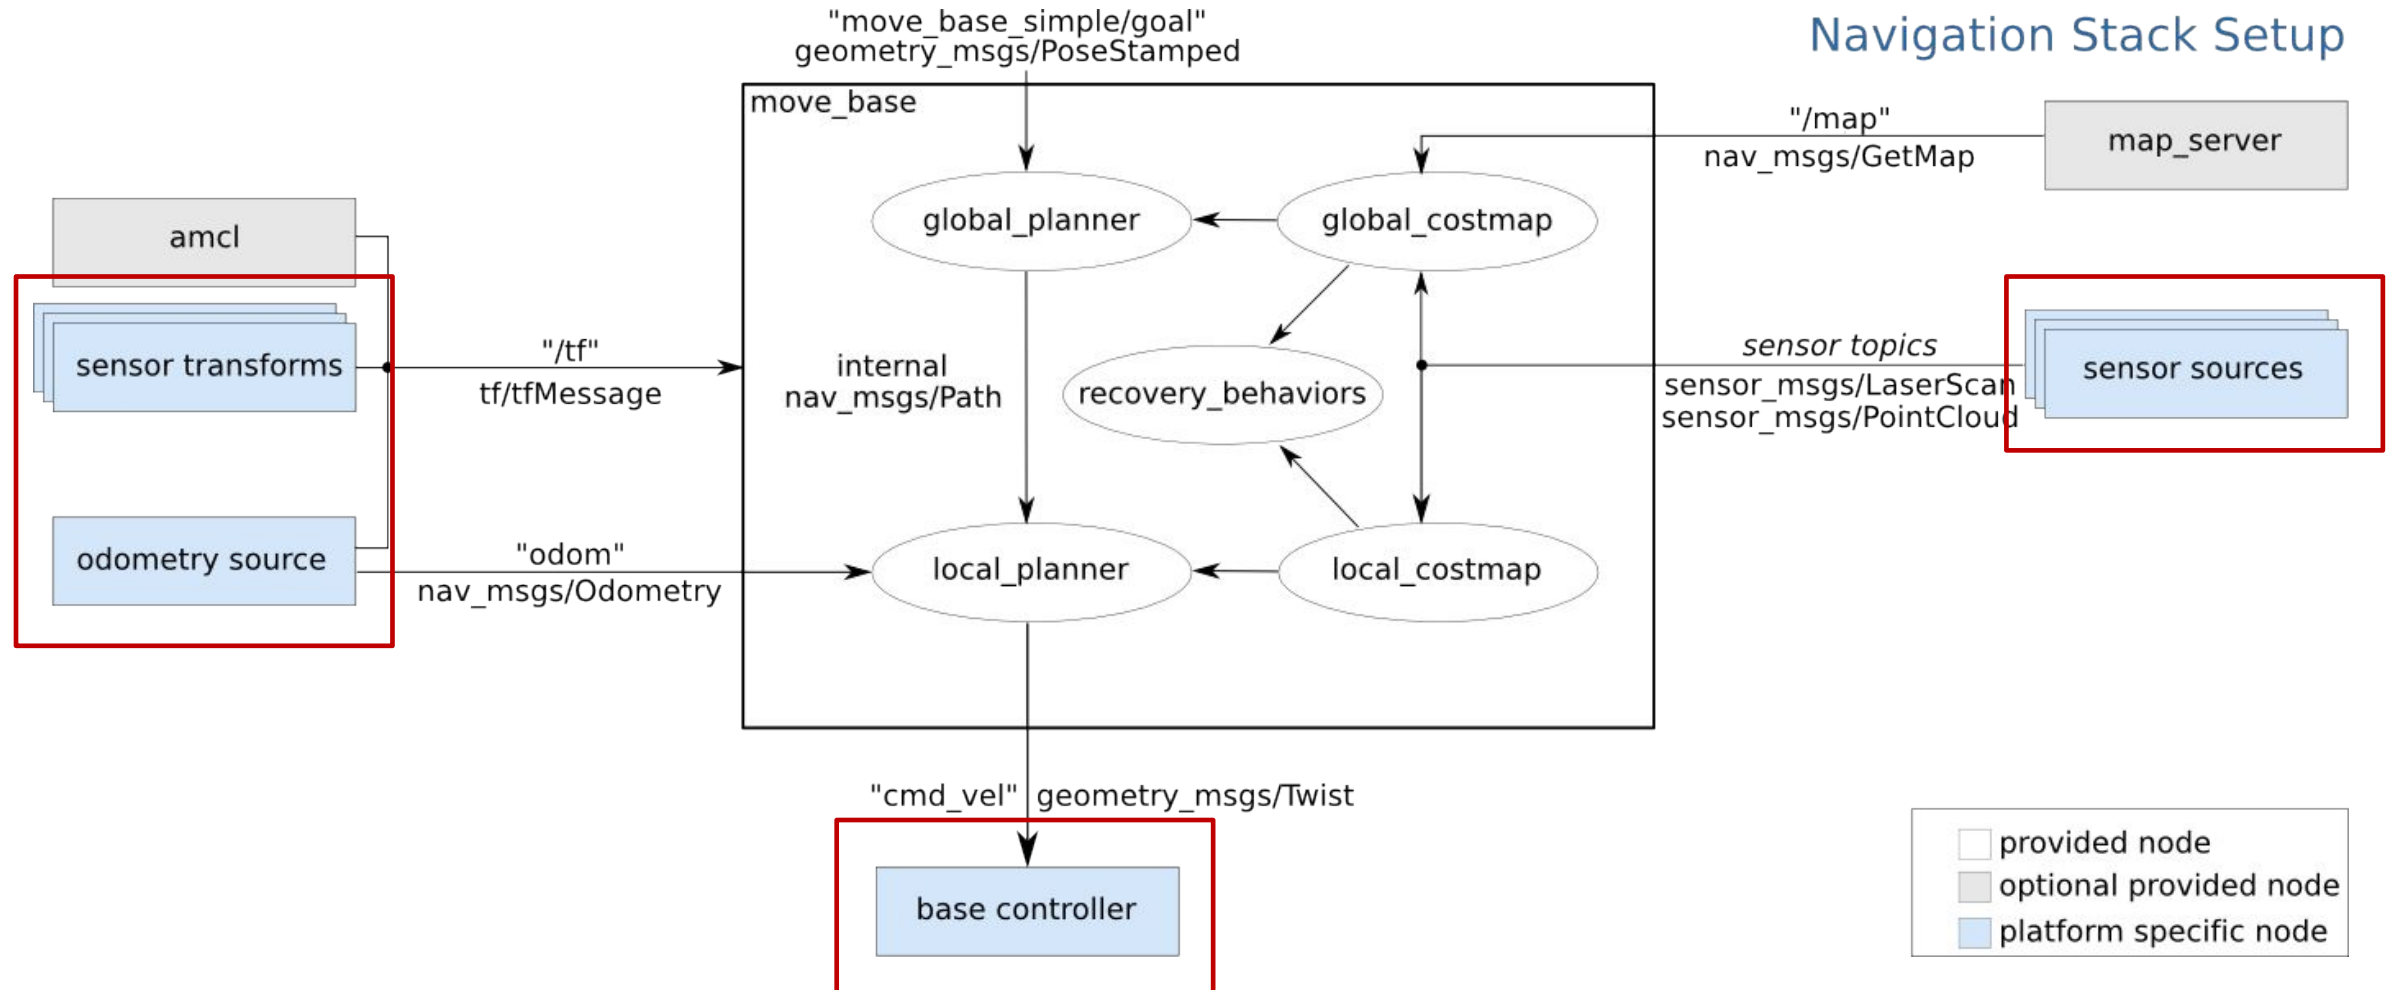 "move_base_simple/goal"
geometry_msgs/PoseStamped
Navigation Stack Setup
move_base
"/map"
nav_msgs/GetMap
map_server
amcl
global_planner
global_costmap
sensor transforms
"/tf"
tf/tfMessage
internal
nav_msgs/Path
recovery_behaviors
sensor topics
sensor_msgs/LaserScan
sensor_msgs/PointCloud
sensor sources
odometry source
"odom"
nav_msgs/Odometry
local_planner
local_costmap
"cmd_vel" geometry_msgs/Twist
base controller
provided node
optional provided node
platform specific node